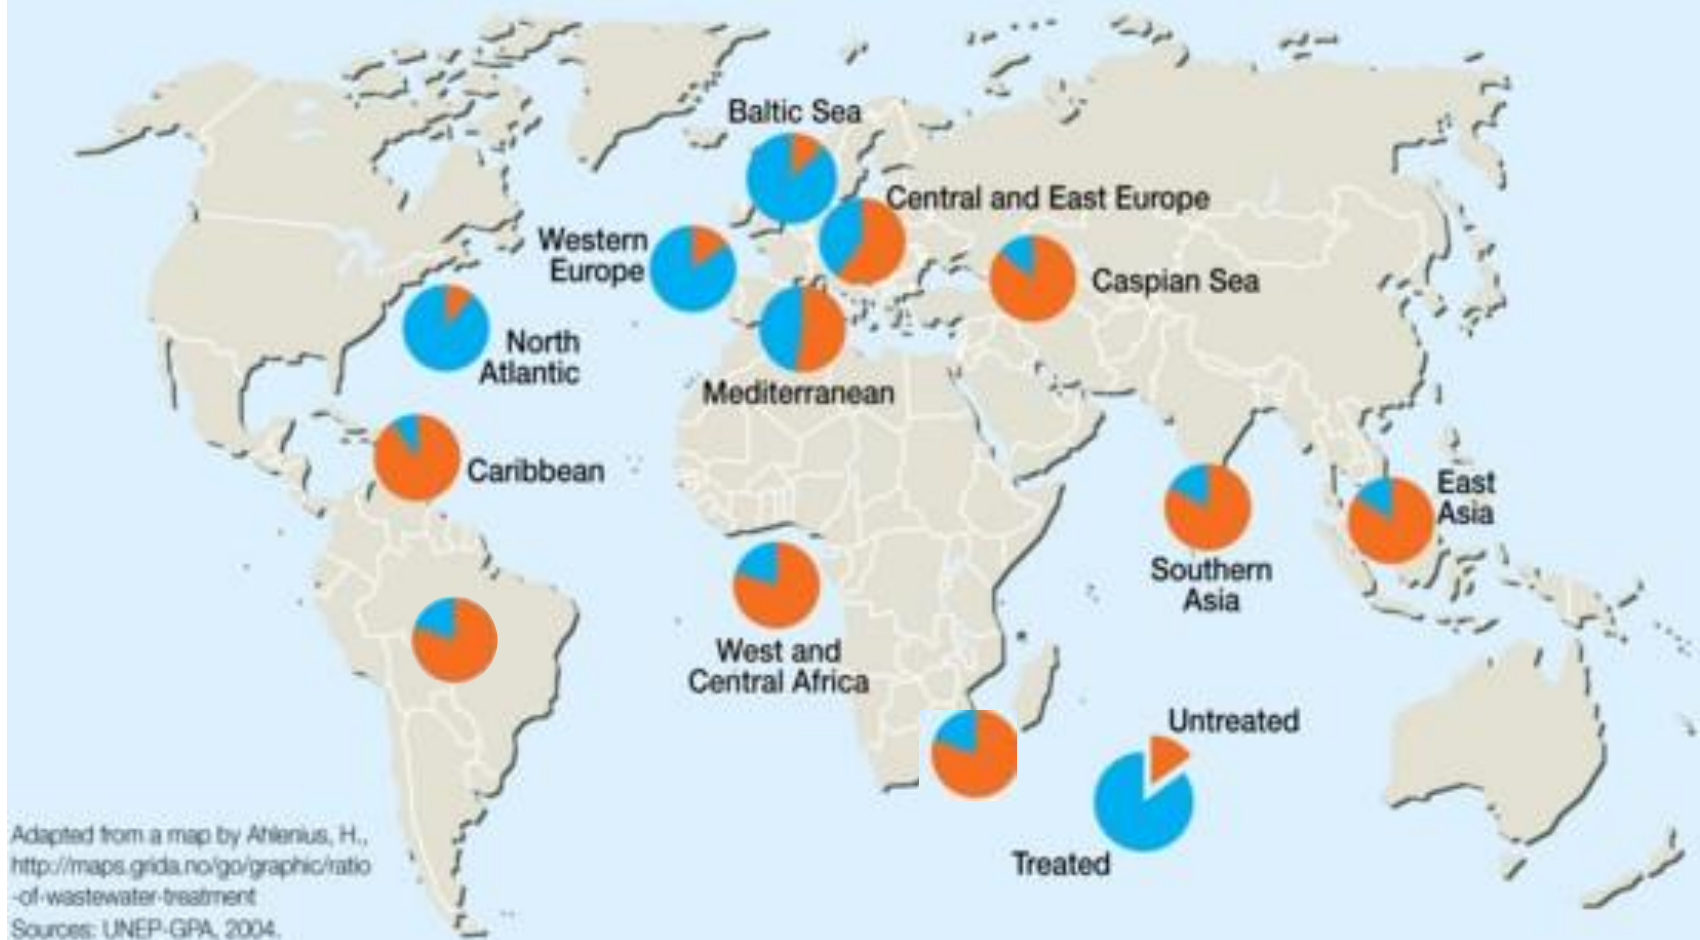 Baltic Sea
Central and East Europe
Western
Europe
Caspian Sea
North
Atlantic
Mediterranean
Caribbean
East
Asia
Southern
Asia
West and
Central Africa
Untreated
Treated
Adapted from a map by Ahlenius, H.,
http://maps.grida.no/go/graphic/ratio
-of-wastewater-treatment
Sources: UNEP-GPA, 2004.